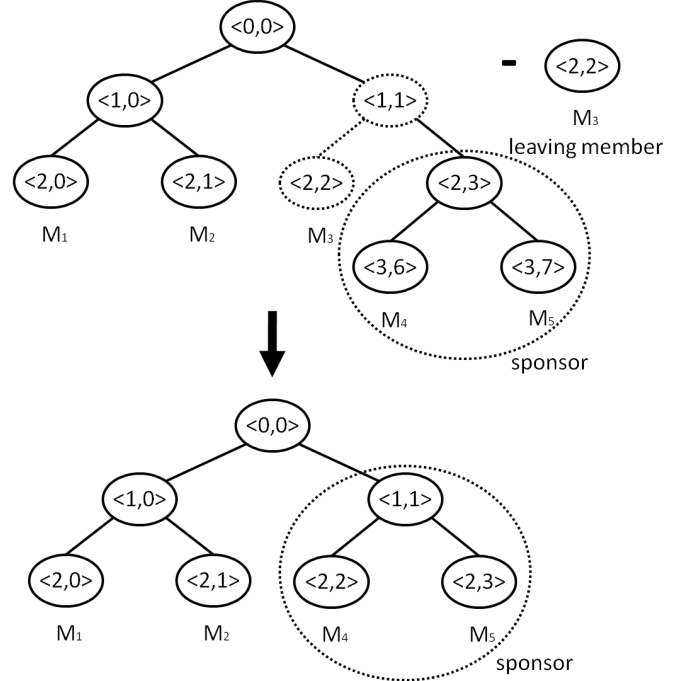 <0,0>
- <2,2>
<1,0> <1,1>
M3
leaving member
<2,0> <2,1> <2,2> <2,3>
M1 M2 M3
<3,6> <3,7>
M4 M5
sponsor
<0,0>
<1,0> <1,1>
<2,0> <2,1> <2,2> <2,3>
M1 M2 M4 M5
sponsor